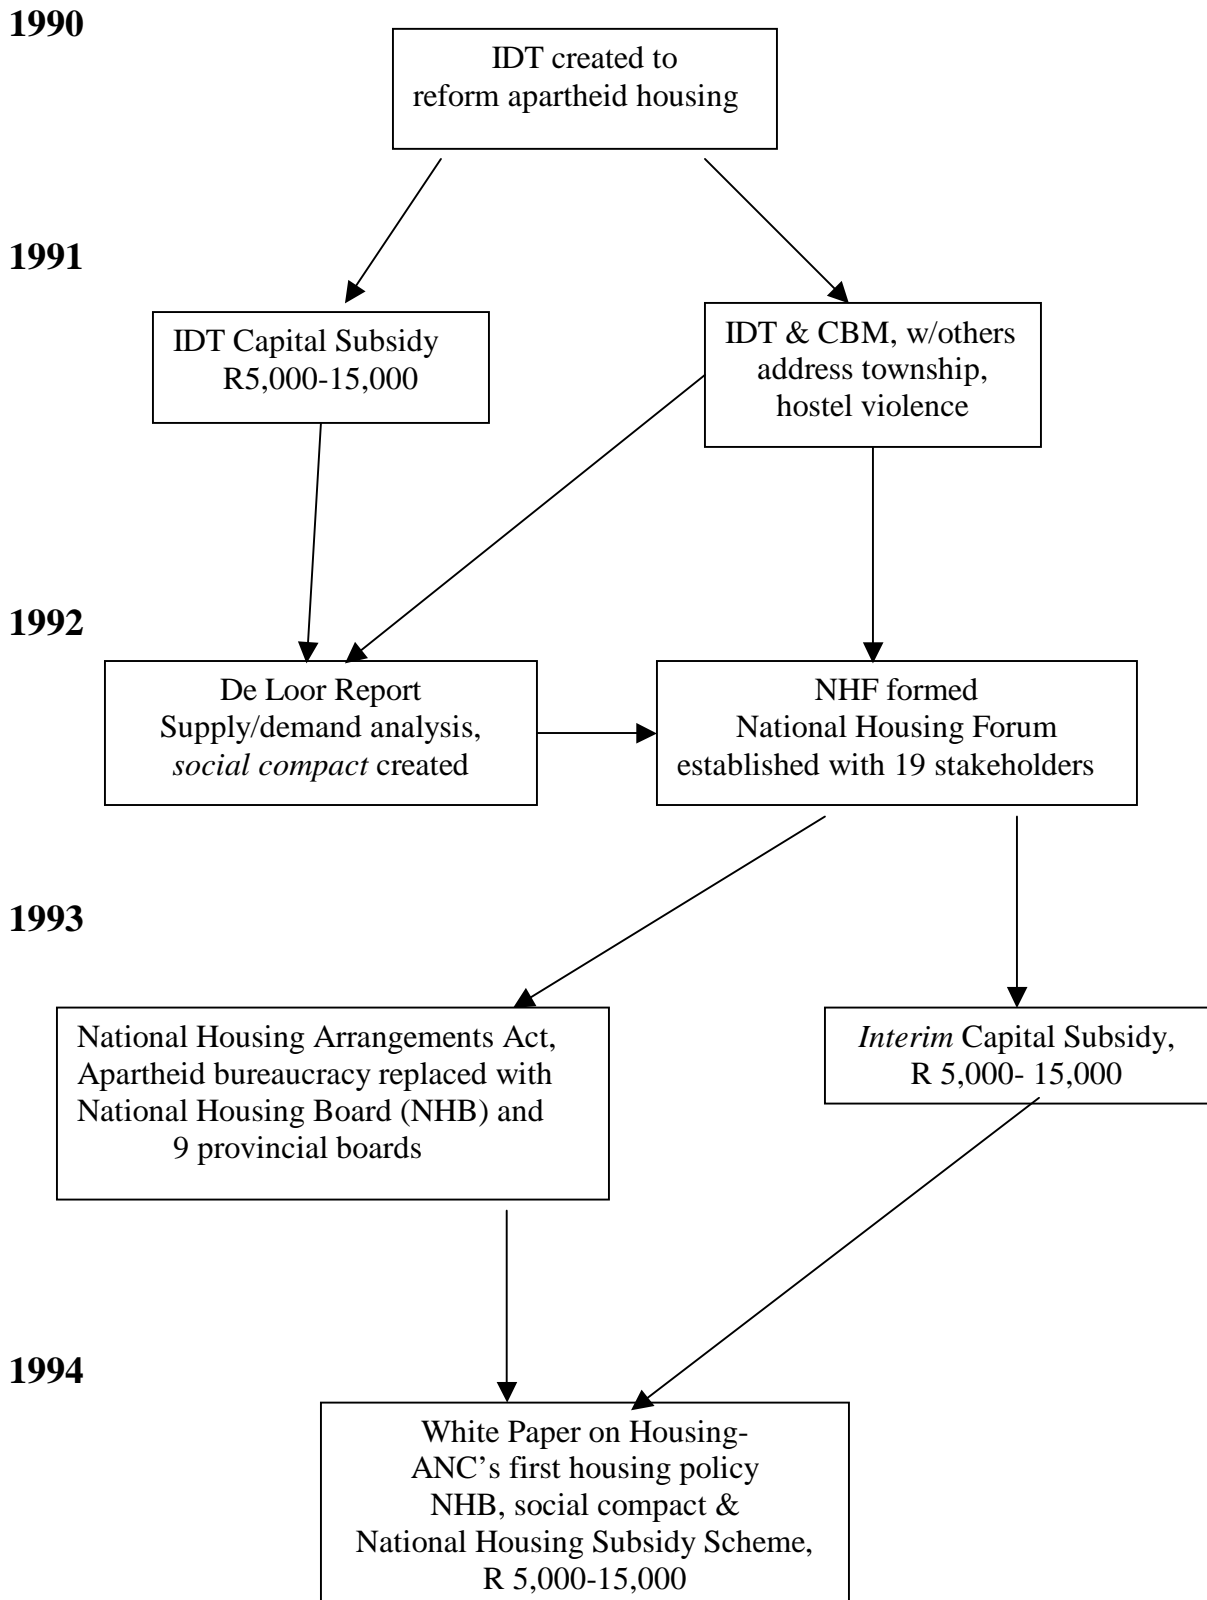 1990
IDT created to
reform apartheid housing
1991
IDT Capital Subsidy
R5,000-15,000
IDT & CBM, w/others
address township,
hostel violence
1992
De Loor Report
Supply/demand analysis,
social compact created
NHF formed
National Housing Forum
established with 19 stakeholders
1993
National Housing Arrangements Act,
Apartheid bureaucracy replaced with
National Housing Board (NHB) and
9 provincial boards
Interim Capital Subsidy,
R 5,000- 15,000
1994
White Paper on Housing-
ANC’s first housing policy
NHB, social compact &
National Housing Subsidy Scheme,
R 5,000-15,000